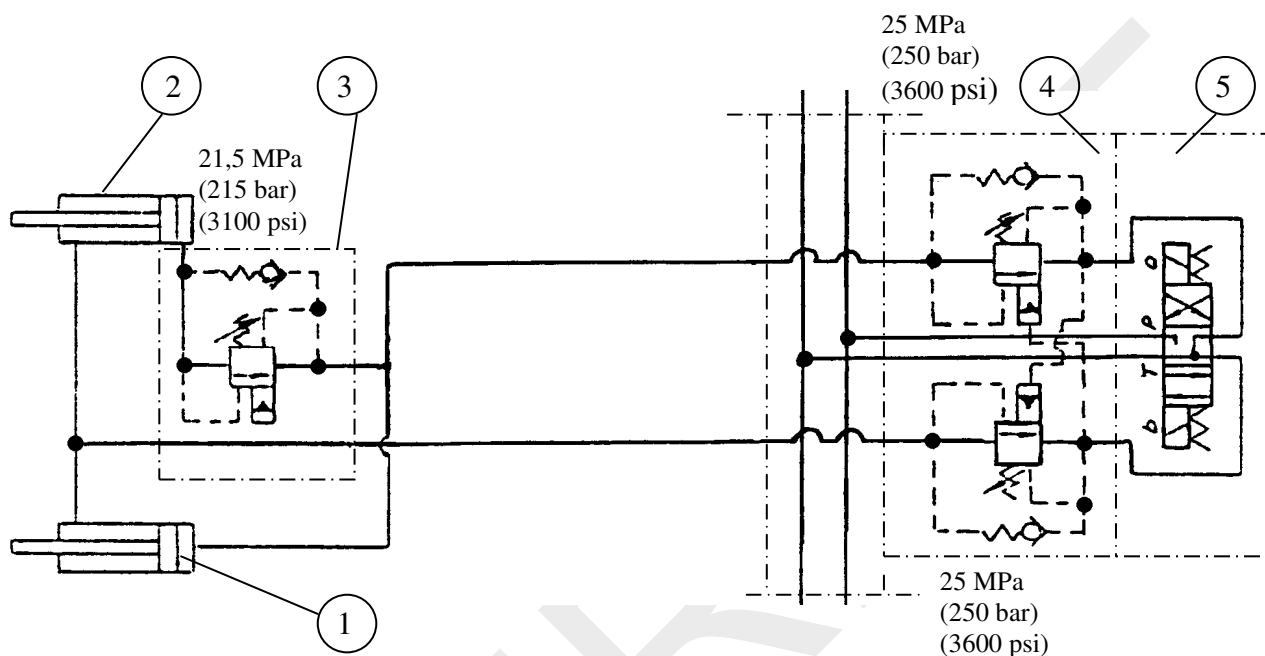 25 MPa
(250 bar)
(3600 psi)
2
3
4
5
21,5 MPa
(215 bar)
(3100 psi)
a
P
T
b
25 MPa
(250 bar)
(3600 psi)
1